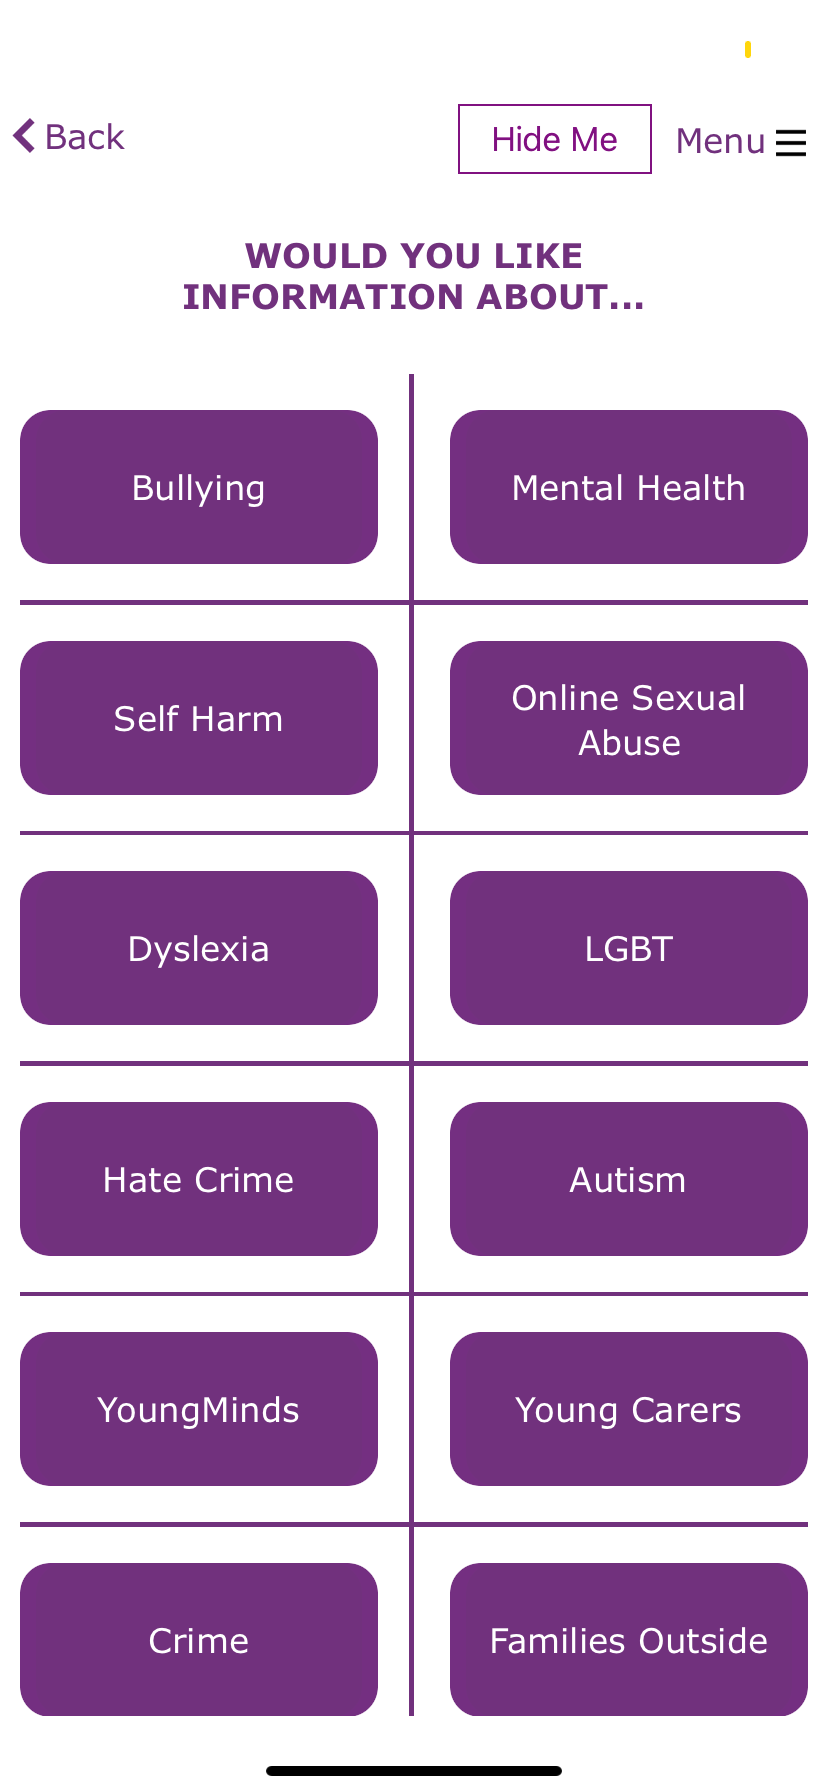 Back
Hide Me
Menu
WOULD YOU LIKE
INFORMATION ABOUT...
Bullying
Mental Health
Self Harm
Online Sexual
Abuse
Dyslexia
LGBT
Hate Crime
Autism
YoungMinds
Young Carers
Crime
Families Outside